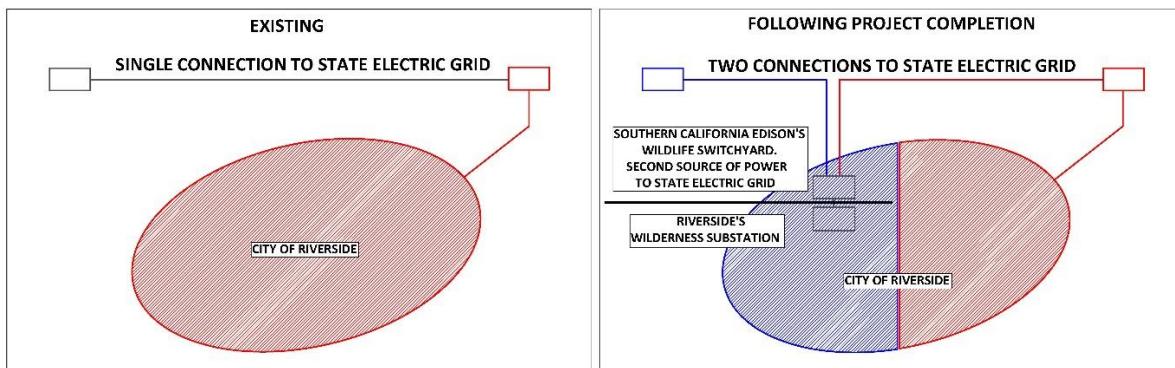 EXISTING
SINGLE CONNECTION TO STATE ELECTRIC GRID
CITY OF RIVERSIDE
FOLLOWING PROJECT COMPLETION
TWO CONNECTIONS TO STATE ELECTRIC GRID
SOUTHERN CALIFORNIA EDISON'S
WILDLIFE SWITCHYARD.
SECOND SOURCE OF POWER
TO STATE ELECTRIC GRID
RIVERSIDE'S
WILDERNESS SUBSTATION
CITY OF RIVERSIDE